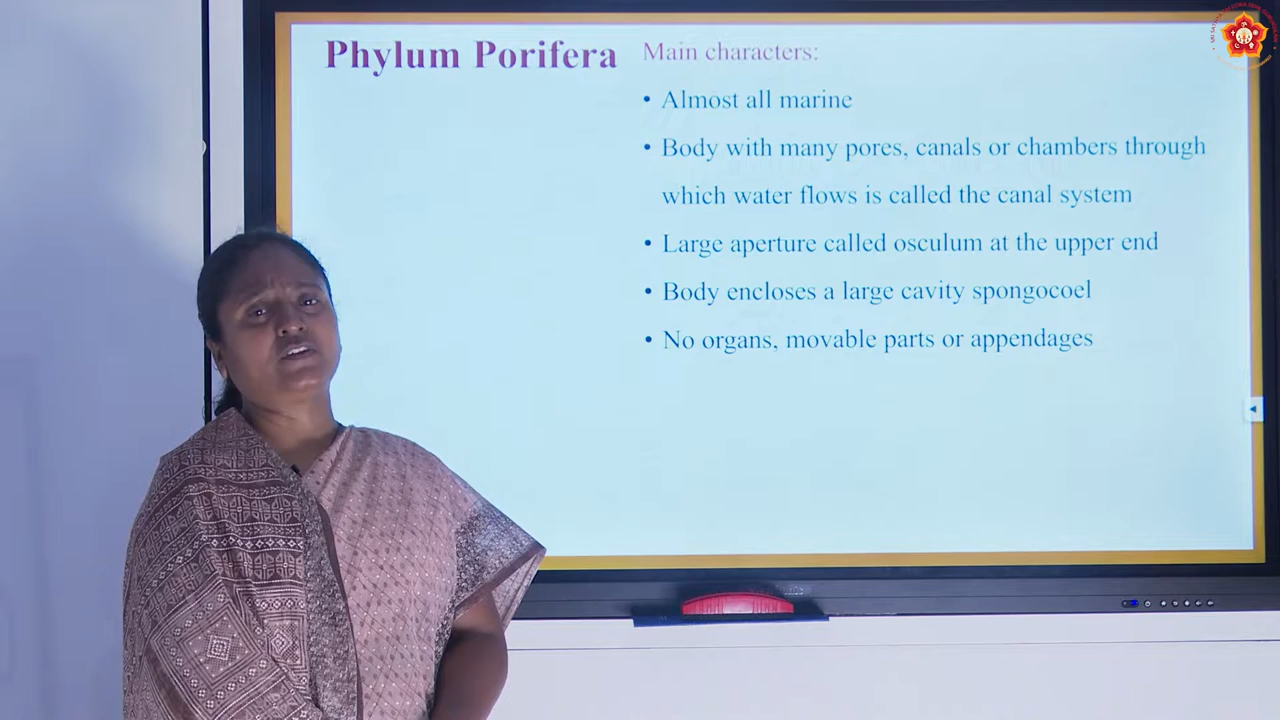 Phylum Porifera
Main characters:
• Almost all marine
• Body with many pores, canals or chambers through
which water flows is called the canal system
• Large aperture called osculum at the upper end
• Body encloses a large cavity spongocoel
• No organs, movable parts or appendages